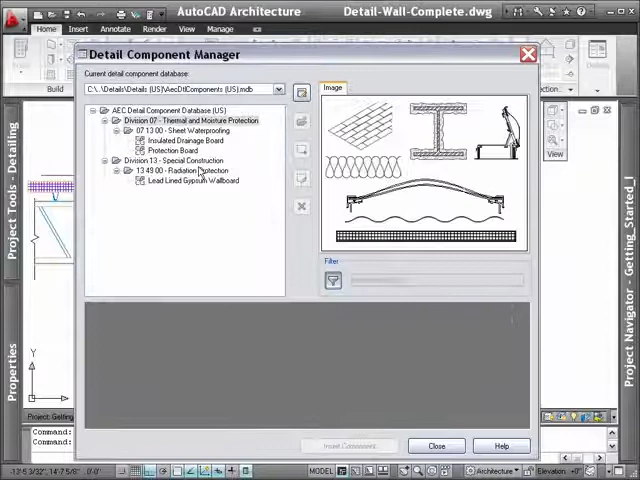 AutoCAD Architecture
Detail-Wall-Complete.dwg
Home Insert Annotate Render View Manage
Build
Section
Detail Component Manager
Current detail component database:
C:\...\Details\Details (US)\AecDtlComponents (US).mdb
AEC Detail Component Database (US)
Division 07 - Thermal and Moisture Protection
07 13 00 - Sheet Waterproofing
Insulated Drainage Board
Protection Board
Division 13 - Special Construction
13 49 00 - Radiation Protection
Lead Lined Gypsum Wallboard
Image
Filter
Insert Component
Close
Help
Project Tools - Detailing
Properties
Project Navigator - Getting_Started_I
Y
X
Command:
Command:
MODEL
Architecture
Elevation:+0"